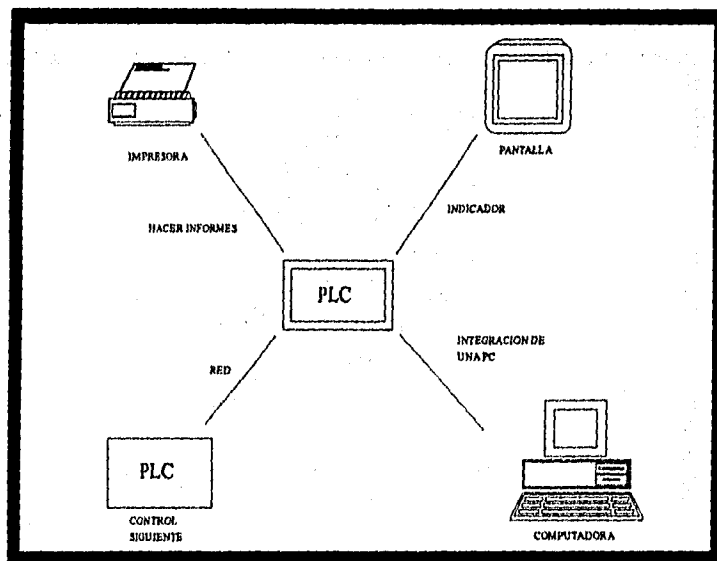 IMPRESORA
PANTALLA
HACER INFORMES
INDICADOR
PLC
INTEGRACION DE
UNA PC
RED
PLC
CONTROL
SIGUIENTE
COMPUTADORA